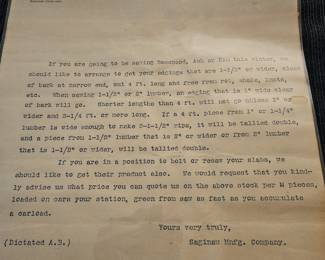 If you are going to be sawing Basswood, and or Elm this winter, we
should like to arrange to get your edgings that are 1-1/2" or wider, clear
of bark at narrow end, and 4 ft. long and free from rot, shake, knots,
etc. When sawing 1-1/2" or 2" lumber, an edging that is 1" wide clear
of bark will go. Shorter lengths than 4 ft. will not go unless 1"
wide and 2-1/4 ft. or more long. If a 4 ft. piece from 1" or 1-1/4"
lumber is wide enough to make 2-1-1/2" rips, it will be tallied double,
and a piece from 1-1/2" that is 2" or wider or from 2" lumber
that is 1-1/2" or wider, will be tallied double.
If you are in a position to bolt or resaw your slabs, we
should like to get their product also. We would request that you kind-
ly advise us what price you can quote us on the above stock per M pieces,
loaded on cars your station, green from saw as fast as you accumulate
a carload.
Yours very truly,
(Dictated A.B.) Saginaw Mnfg. Company.